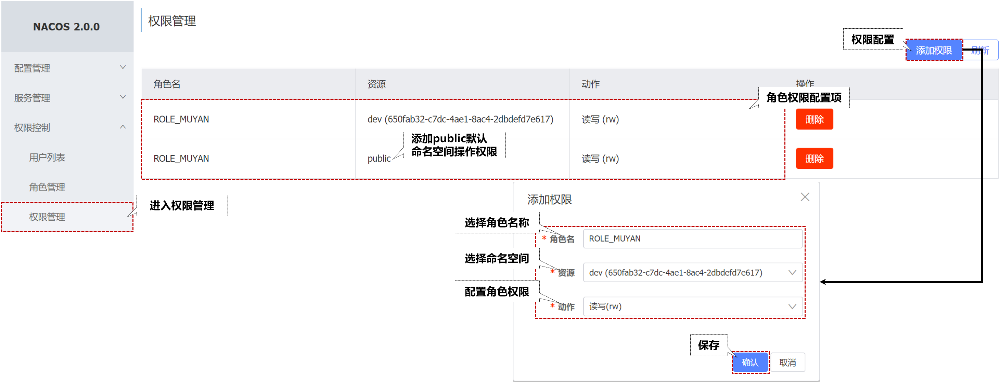 NACOS 2.0.0
配置管理
服务管理
权限控制
用户列表
角色管理
权限管理
进入权限管理
权限管理
权限配置
添加权限
刷新
角色名
资源
动作
操作
角色权限配置项
ROLE_MUYAN
dev (650fab32-c7dc-4ae1-8ac4-2dbdefd7e617)
读写 (rw)
删除
添加public默认
命名空间操作权限
ROLE_MUYAN
public
读写 (rw)
删除
添加权限
选择角色名称
* 角色名
ROLE_MUYAN
选择命名空间
* 资源
dev (650fab32-c7dc-4ae1-8ac4-2dbdefd7e617)
配置角色权限
* 动作
读写(rw)
保存
确认
取消